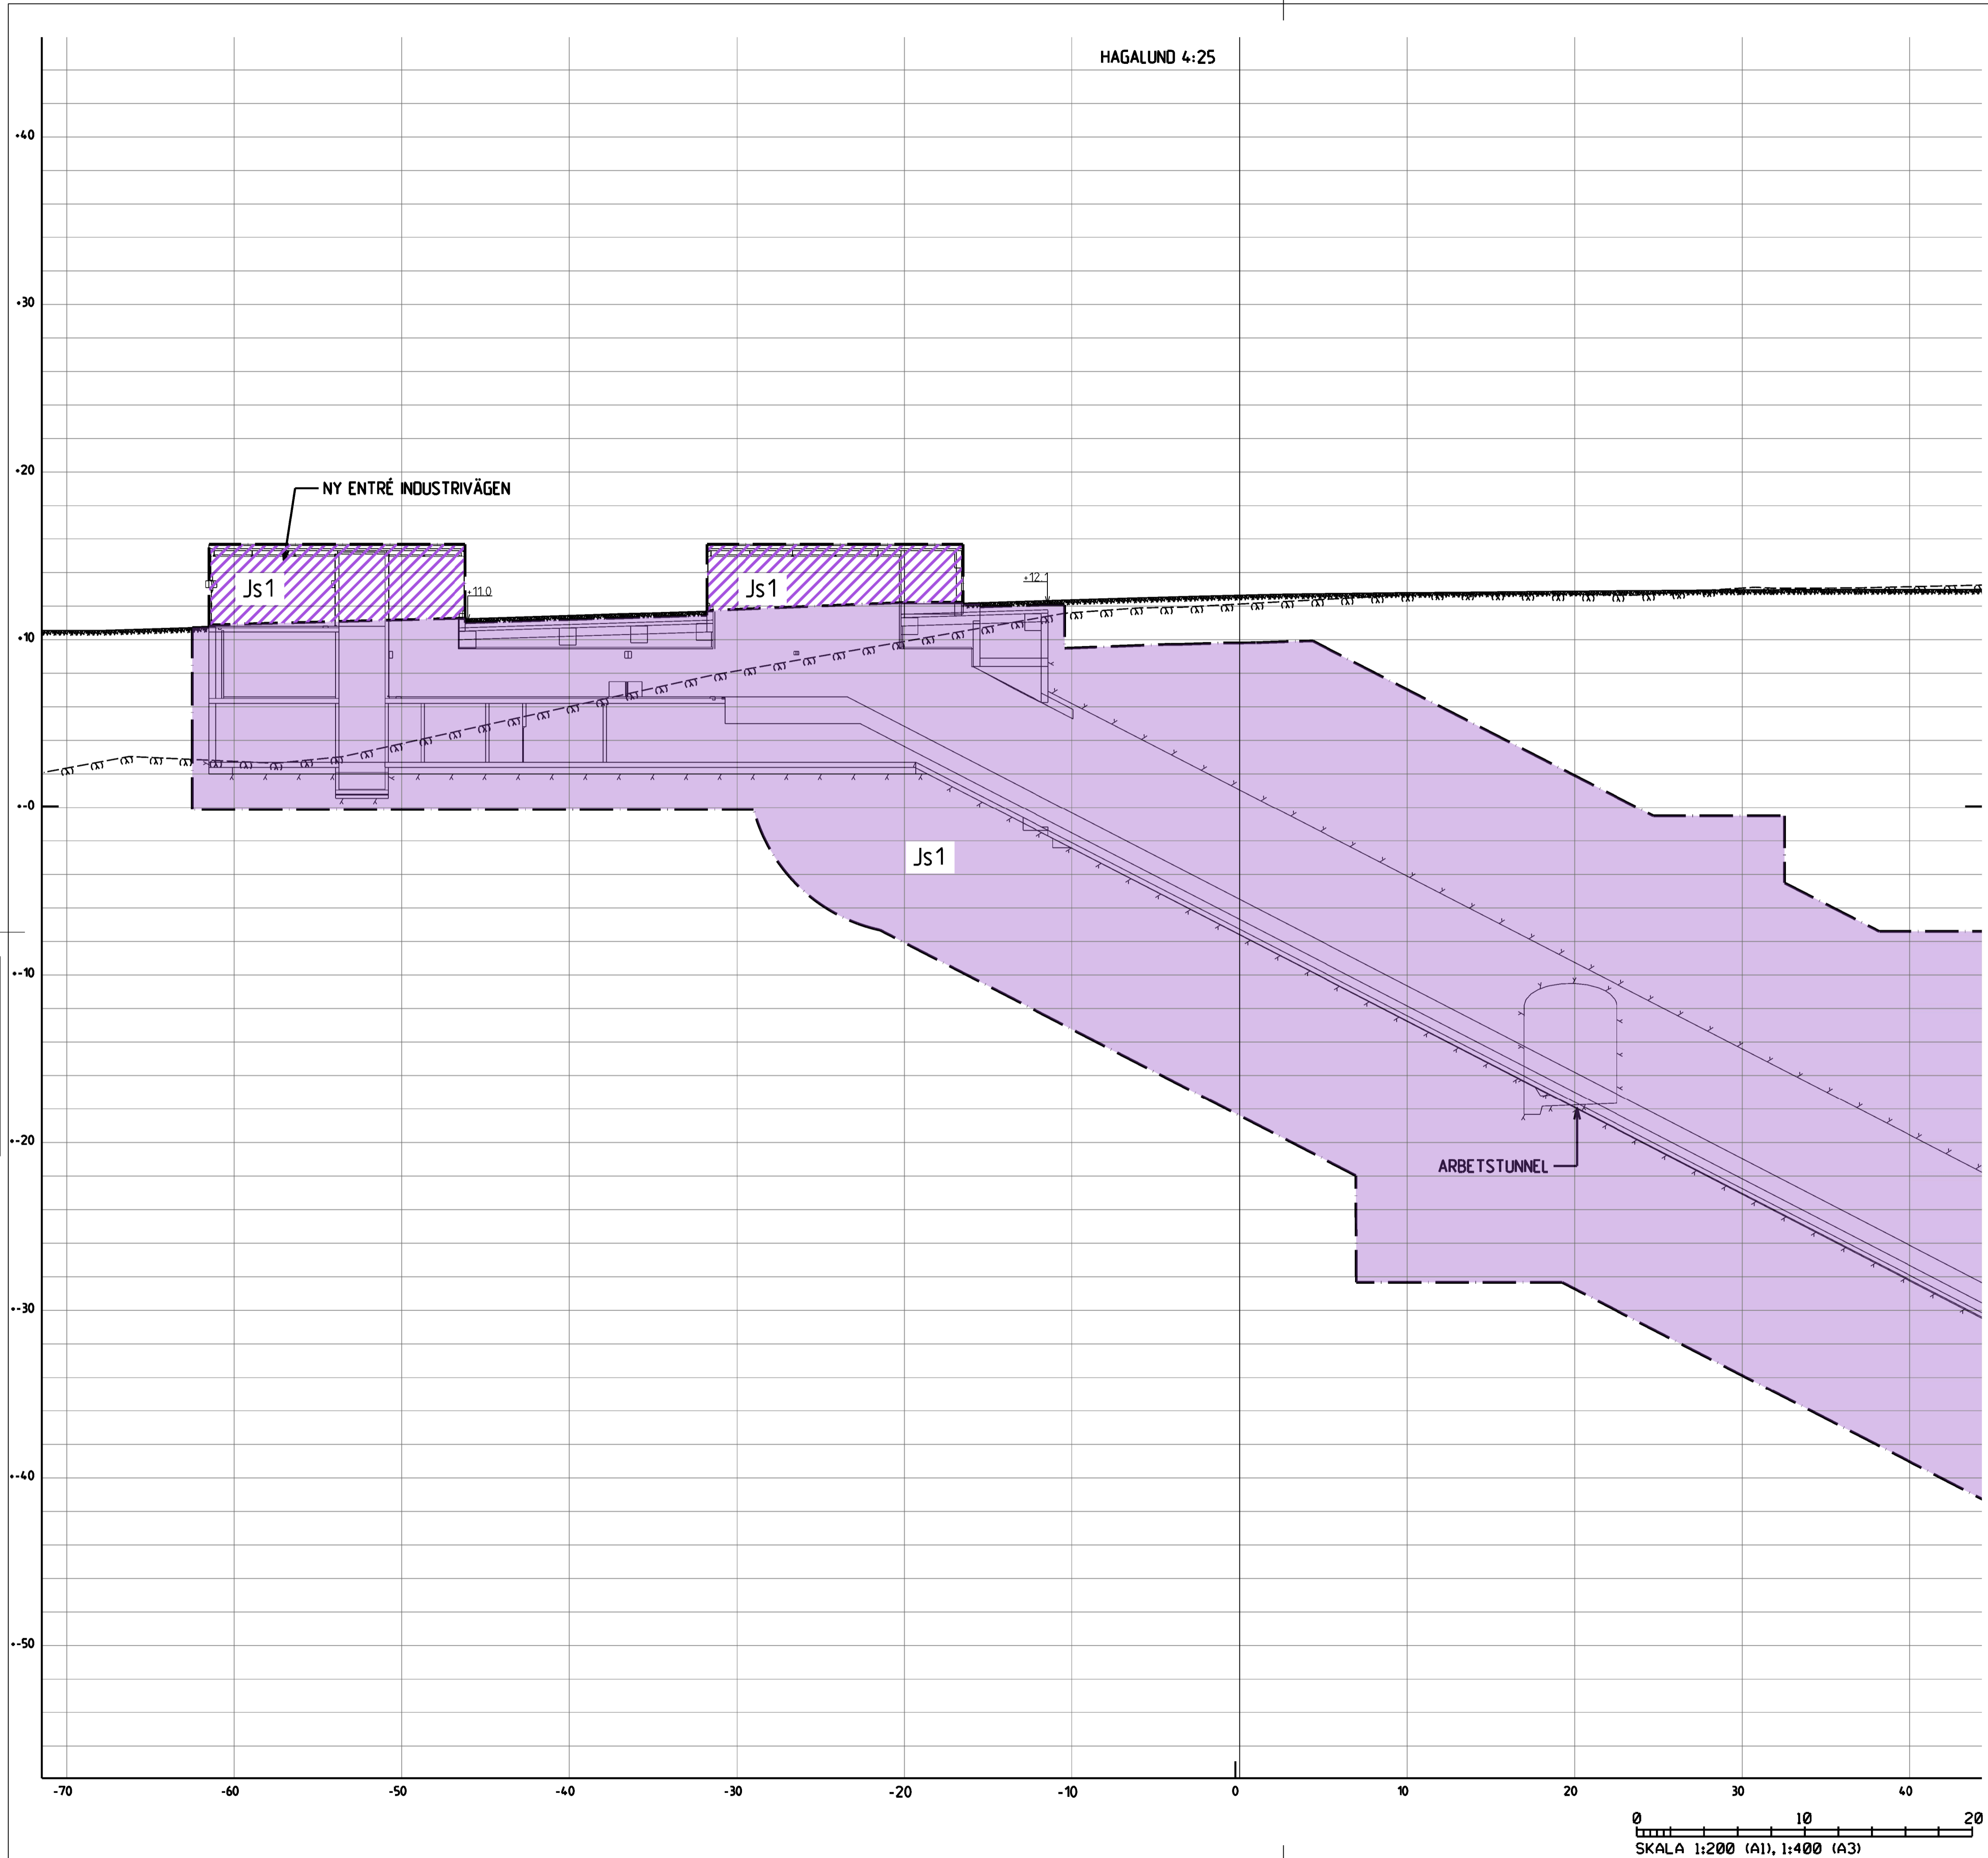 HAGALUND 4:25
+40
+30
+20
NY ENTRÉ INDUSTRIVÄGEN
Js1
Js1
+11.0
+12.1
+10
+-0
Js1
+-10
+-20
ARBETSTUNNEL
+-30
+-40
+-50
-70 -60 -50 -40 -30 -20 -10 0 10 20 30 40
0 10 20
SKALA 1:200 (A1), 1:400 (A3)